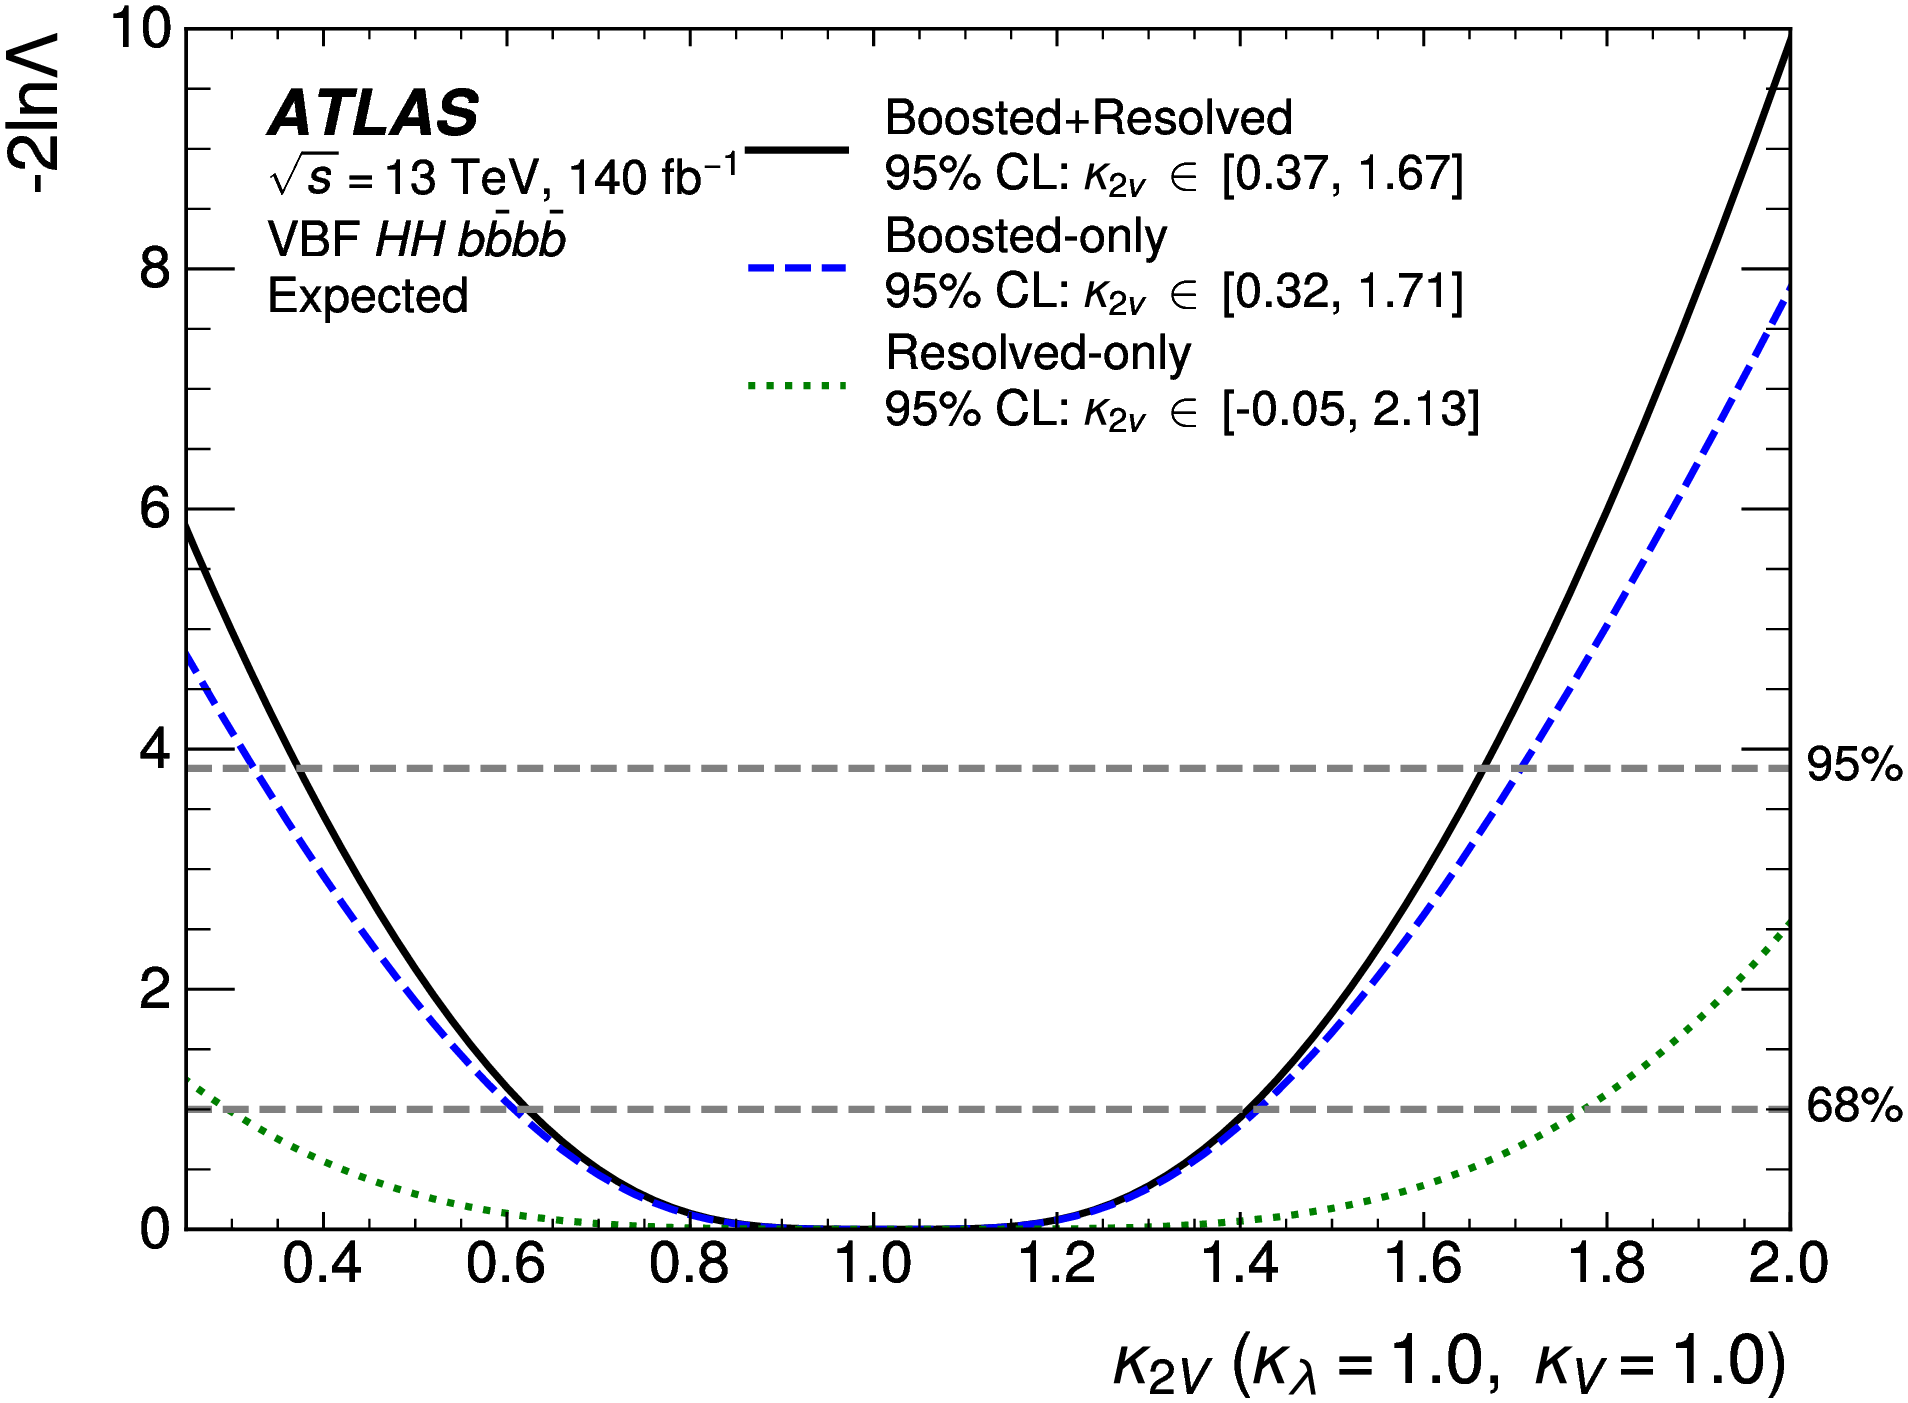 -2lnΛ
10
8
6
4
2
0
ATLAS
√s = 13 TeV, 140 fb⁻¹
VBF HH bb̄bb̄
Expected
Boosted+Resolved
95% CL: κ₂ᵥ ∈ [0.37, 1.67]
Boosted-only
95% CL: κ₂ᵥ ∈ [0.32, 1.71]
Resolved-only
95% CL: κ₂ᵥ ∈ [-0.05, 2.13]
95%
68%
0.4 0.6 0.8 1.0 1.2 1.4 1.6 1.8 2.0
κ₂V (κλ = 1.0, κV = 1.0)